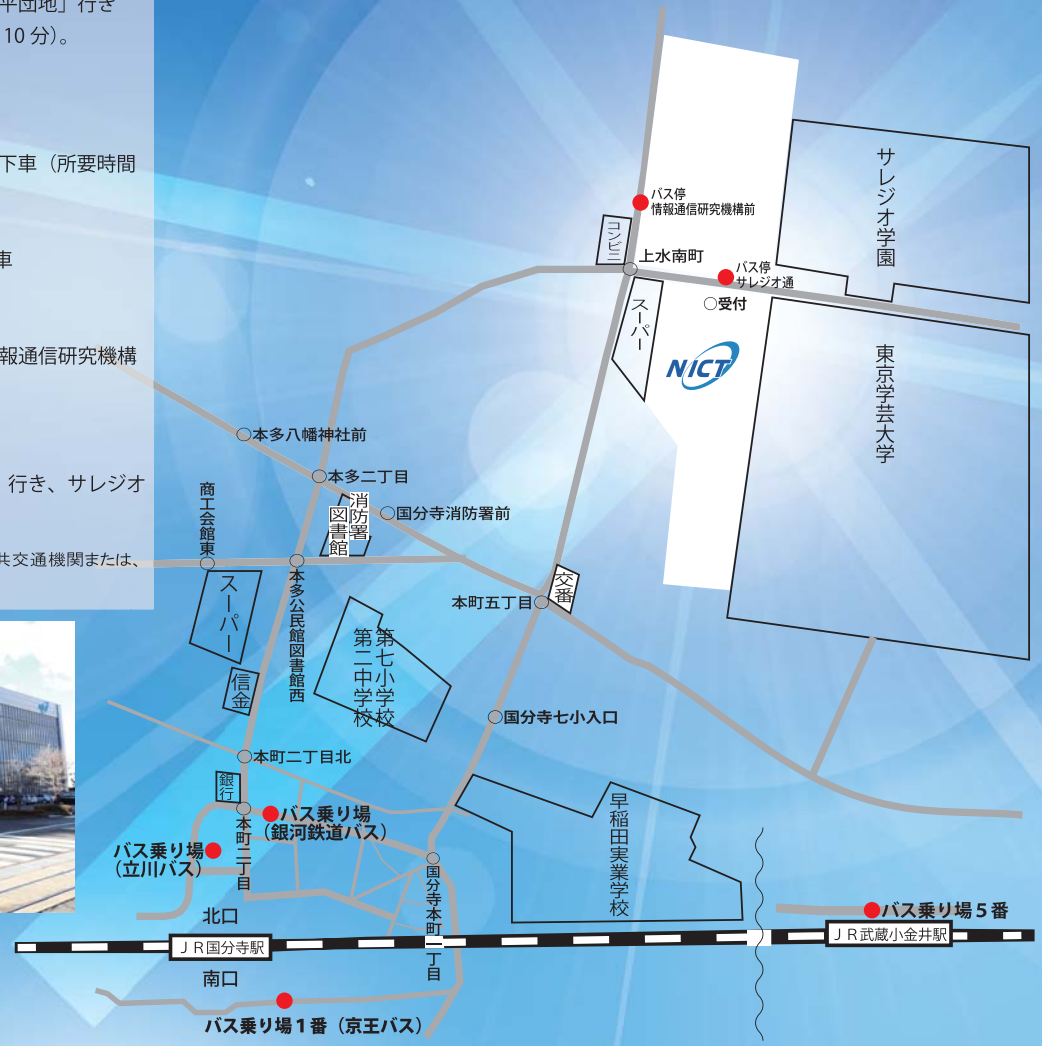 平団地」行き
10 分）。
下車（所要時間
車
報通信研究機構
行き、サレジオ
共交通機関または、
バス停
情報通信研究機構前
コンビニ
上水南町
バス停
サレジオ通
○受付
スーパー
NICT
サレジオ学園
東京学芸大学
本多八幡神社前
本多二丁目
消防署
図書館
国分寺消防署前
商工会館東
スーパー
本多公民館図書館西
信金
第七小学校
第二中学校
交番
本町五丁目
国分寺七小入口
本町二丁目北
銀行
バス乗り場
（銀河鉄道バス）
本町二丁目
バス乗り場
（立川バス）
国分寺本町一丁目
早稲田実業学校
北口
ＪＲ国分寺駅
南口
バス乗り場１番（京王バス）
バス乗り場５番
ＪＲ武蔵小金井駅